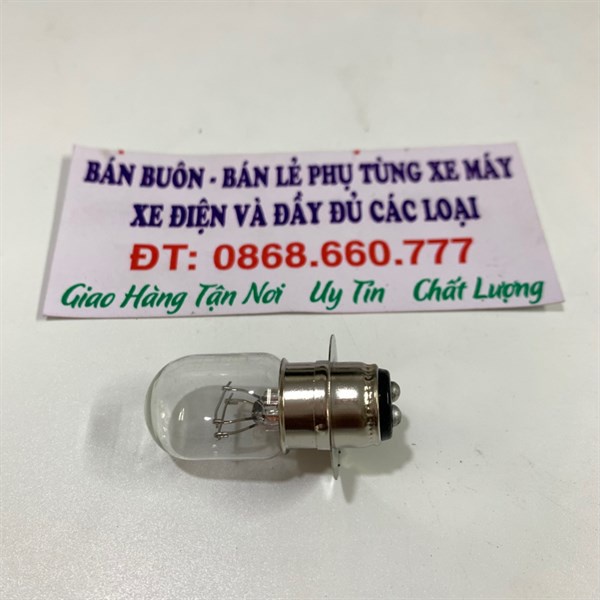 BÁN BUÔN - BÁN LẺ PHỤ TÙNG XE MÁY
XE ĐIỆN VÀ ĐẦY ĐỦ CÁC LOẠI
ĐT: 0868.660.777
Giao Hàng Tận Nơi Uy Tín Chất Lượng